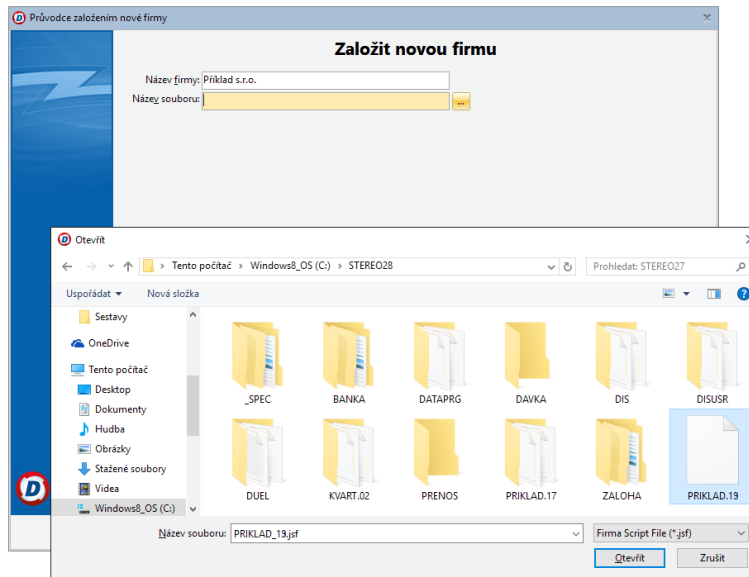 Průvodce založením nové firmy
Založit novou firmu
Název firmy: Příklad s.r.o.
Název souboru:
...
Otevřít
Tento počítač › Windows8_OS (C:) › STEREO28
Prohledat: STEREO27
Uspořádat
Nová složka
Sestavy
OneDrive
Tento počítač
Desktop
Dokumenty
Hudba
Obrázky
Stažené soubory
Videa
Windows8_OS (C:)
_SPEC
BANKA
DATAPRG
DAVKA
DIS
DISUSR
DUEL
KVART.02
PRENOS
PRIKLAD.17
ZALOHA
PRIKLAD.19
Název souboru: PRIKLAD_19.jsf
Firma Script File (*.jsf)
Otevřít
Zrušit